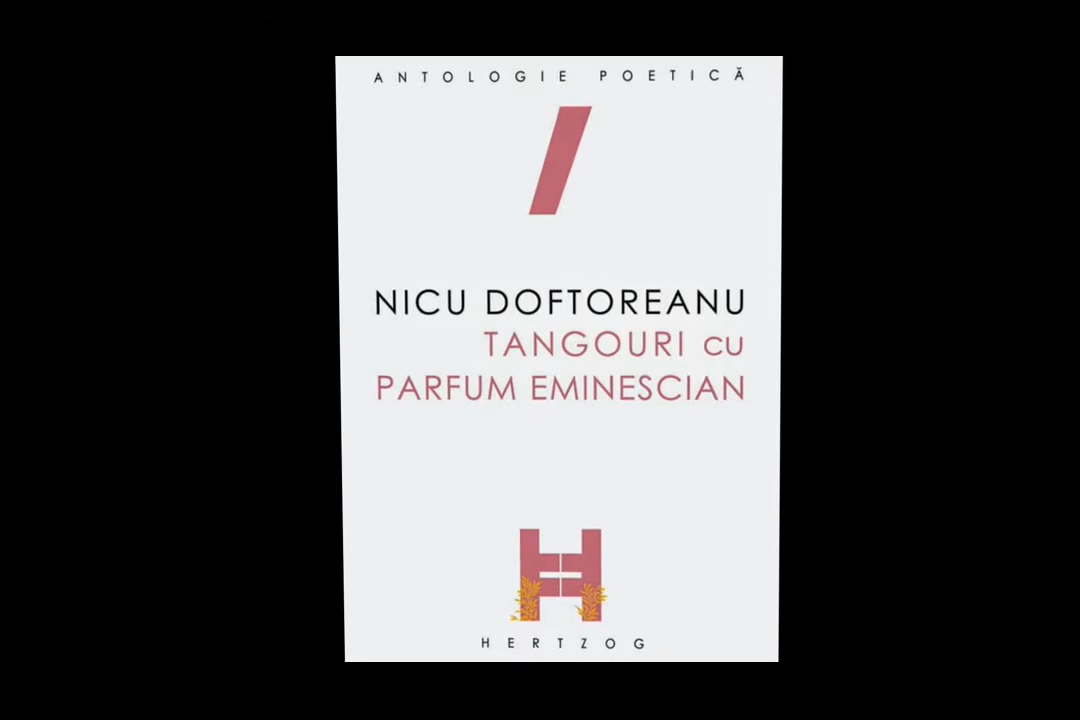 ANTOLOGIE POETICĂ
NICU DOFTOREANU
TANGOURI CU
PARFUM EMINESCIAN
H
HERTZOG